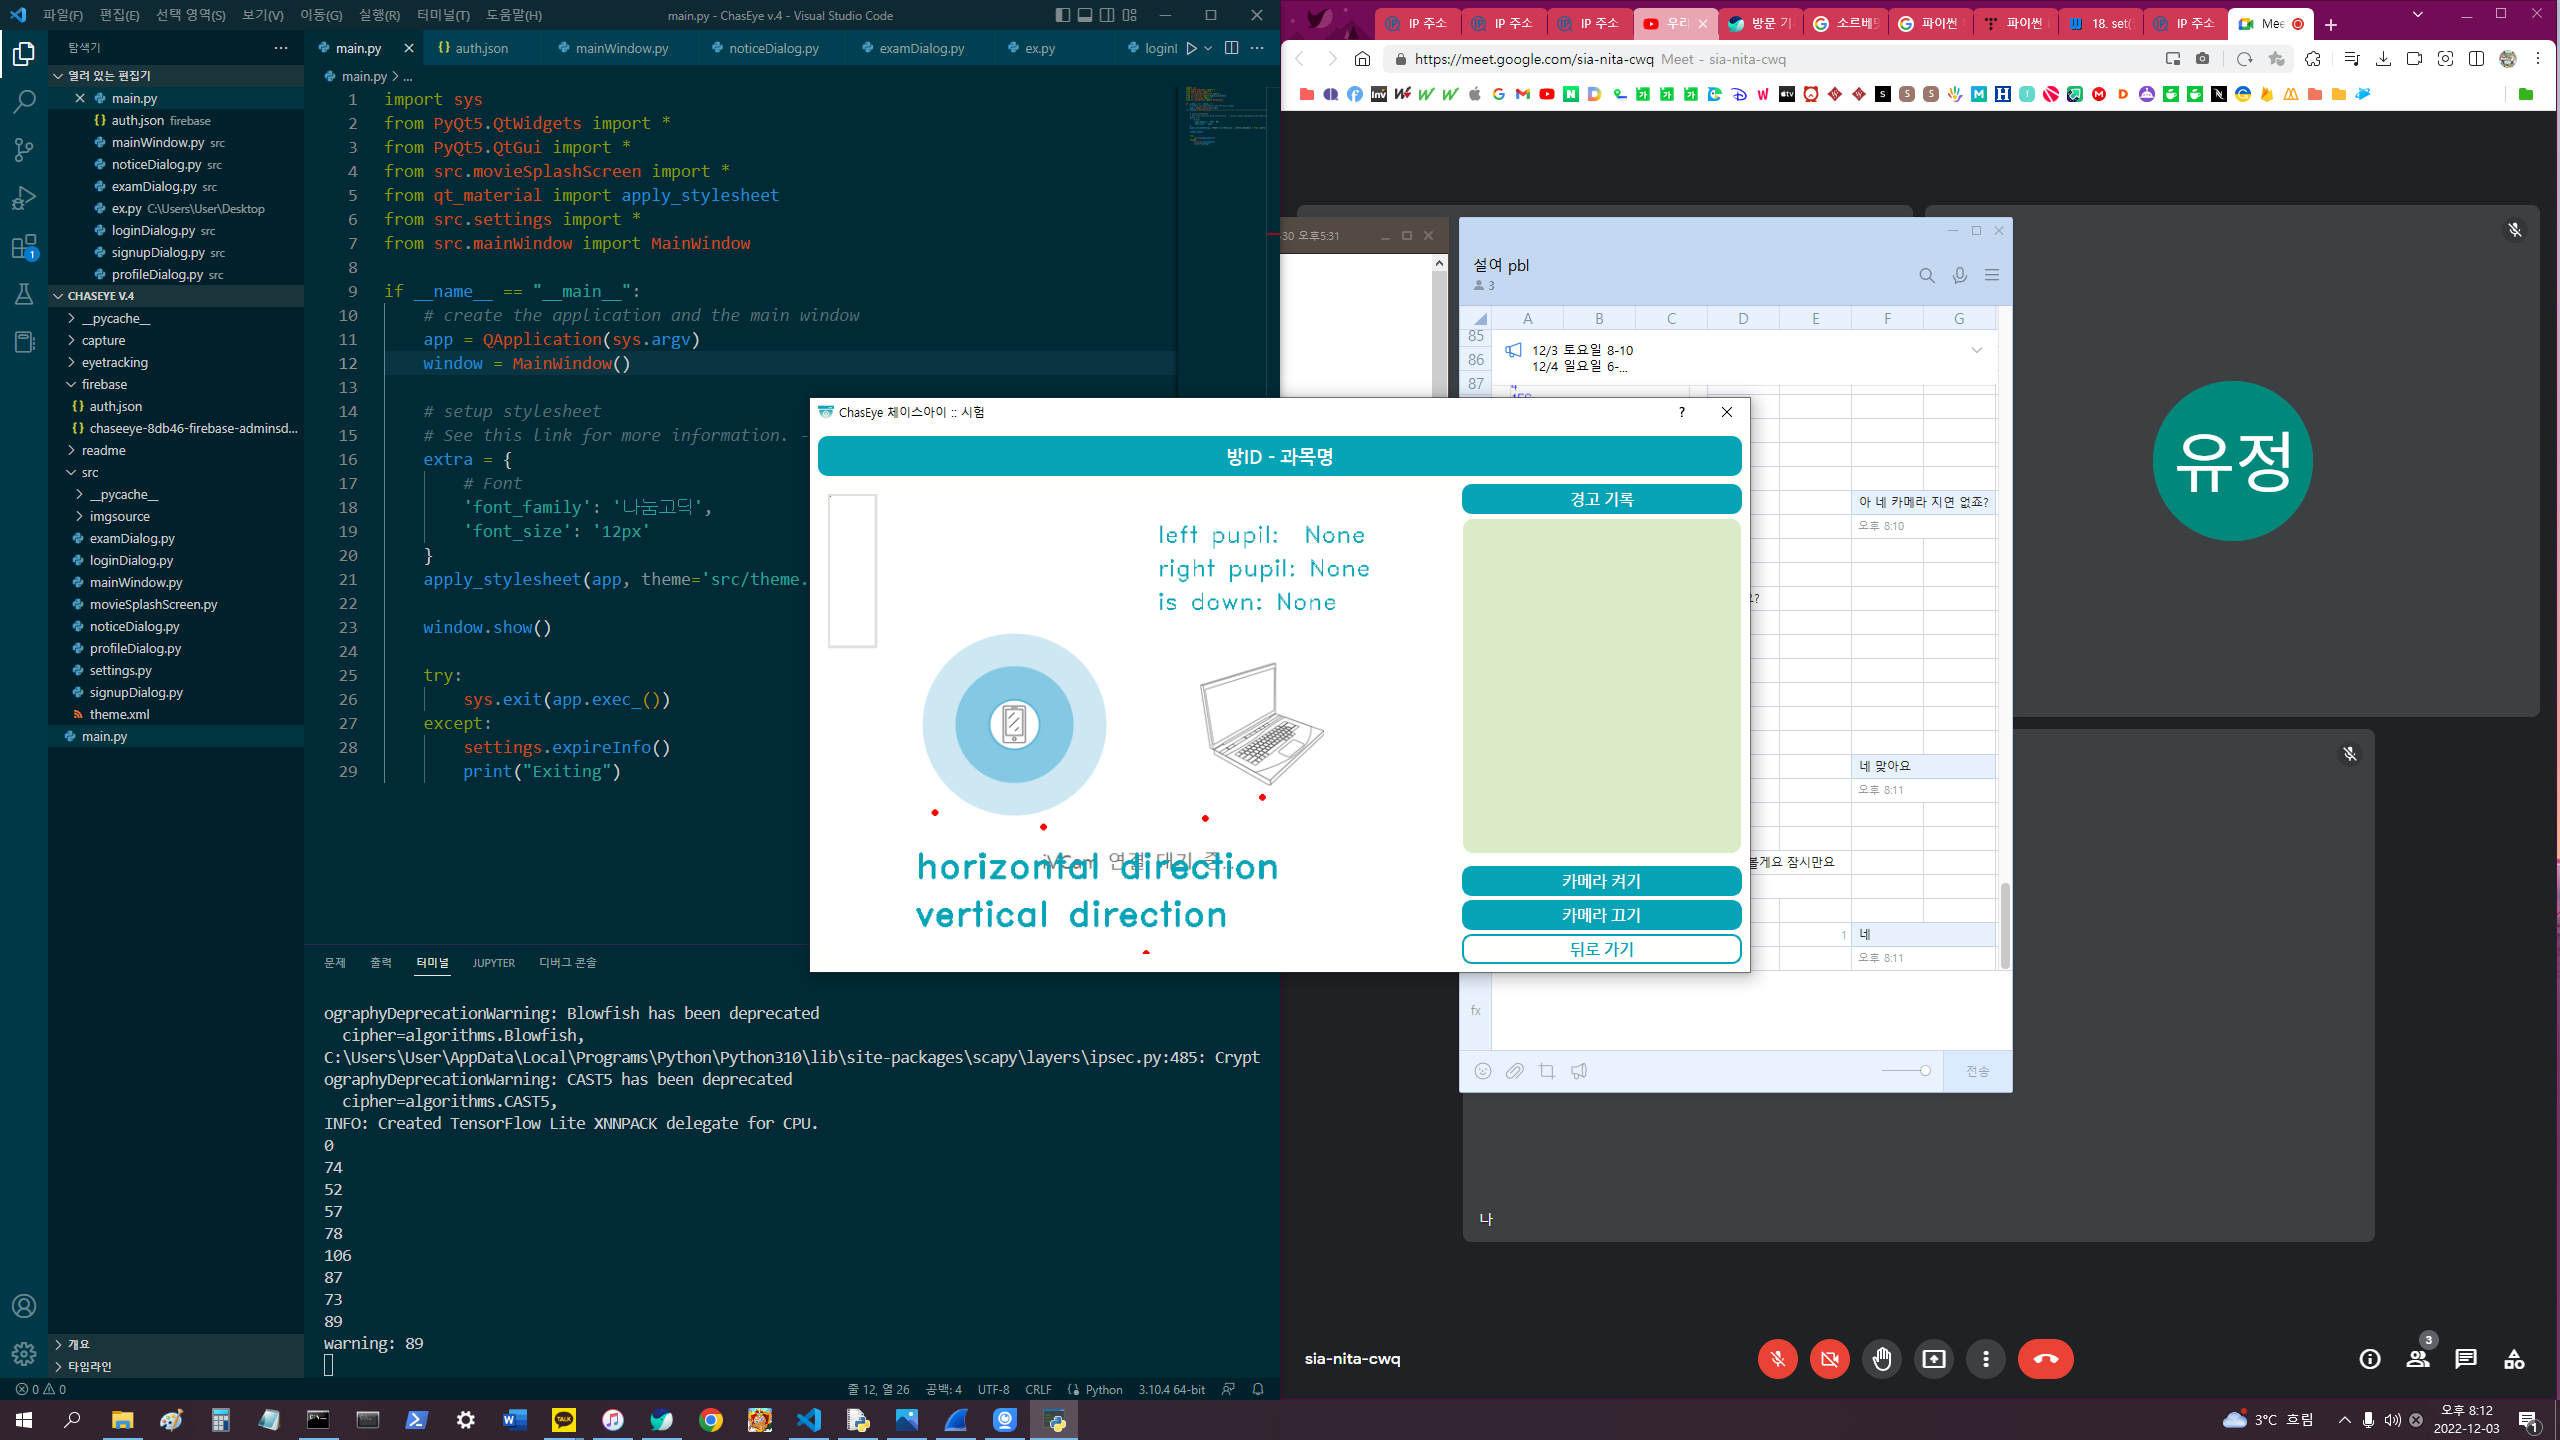 파일(F) 편집(E) 선택 영역(S) 보기(V) 이동(G) 실행(R) 터미널(T) 도움말(H)
main.py - ChasEye v.4 - Visual Studio Code
탐색기
열려 있는 편집기
main.py
auth.json firebase
mainWindow.py src
noticeDialog.py src
examDialog.py src
ex.py C:\Users\User\Desktop
loginDialog.py src
signupDialog.py src
profileDialog.py src
CHASEYE V.4
__pycache__
capture
eyetracking
firebase
auth.json
chaseeye-8db46-firebase-adminsd...
readme
src
__pycache__
imgsource
examDialog.py
loginDialog.py
mainWindow.py
movieSplashScreen.py
noticeDialog.py
profileDialog.py
settings.py
signupDialog.py
theme.xml
main.py
개요
타임라인
main.py auth.json mainWindow.py noticeDialog.py examDialog.py ex.py loginI
main.py > ...
1 import sys
2 from PyQt5.QtWidgets import *
3 from PyQt5.QtGui import *
4 from src.movieSplashScreen import *
5 from qt_material import apply_stylesheet
6 from src.settings import *
7 from src.mainWindow import MainWindow
8
9 if __name__ == "__main__":
10 # create the application and the main window
11 app = QApplication(sys.argv)
12 window = MainWindow()
13
14 # setup stylesheet
15 # See this link for more information. -
16 extra = {
17 # Font
18 'font_family': '나눔고딕',
19 'font_size': '12px'
20 }
21 apply_stylesheet(app, theme='src/theme.
22
23 window.show()
24
25 try:
26 sys.exit(app.exec_())
27 except:
28 settings.expireInfo()
29 print("Exiting")
문제 출력 터미널 JUPYTER 디버그 콘솔
ographyDeprecationWarning: Blowfish has been deprecated
cipher=algorithms.Blowfish,
C:\Users\User\AppData\Local\Programs\Python\Python310\lib\site-packages\scapy\layers\ipsec.py:485: Crypt
ographyDeprecationWarning: CAST5 has been deprecated
cipher=algorithms.CAST5,
INFO: Created TensorFlow Lite XNNPACK delegate for CPU.
0
74
52
57
78
106
87
73
89
warning: 89
0 0
줄 12, 열 26 공백: 4 UTF-8 CRLF Python 3.10.4 64-bit
ChasEye 체이스아이 :: 시험
방ID - 과목명
left pupil: None
right pupil: None
is down: None
iVCam 연결 대기 중...
horizontal direction
vertical direction
경고 기록
카메라 켜기
카메라 끄기
뒤로 가기
IP 주소 IP 주소 IP 주소 우리 방문 기 소르베 파이썬 파이썬 18. set( IP 주소 Mee
https://meet.google.com/sia-nita-cwq Meet - sia-nita-cwq
30 오후5:31
설여 pbl
3
A B C D E F G
85
86
87
12/3 토요일 8-10
12/4 일요일 6-...
아 네 카메라 지연 없죠?
오후 8:10
네 맞아요
오후 8:11
볼게요 잠시만요
1 네
오후 8:11
fx
전송
유정
나
sia-nita-cwq
3
3°C 흐림
오후 8:12
2022-12-03
1